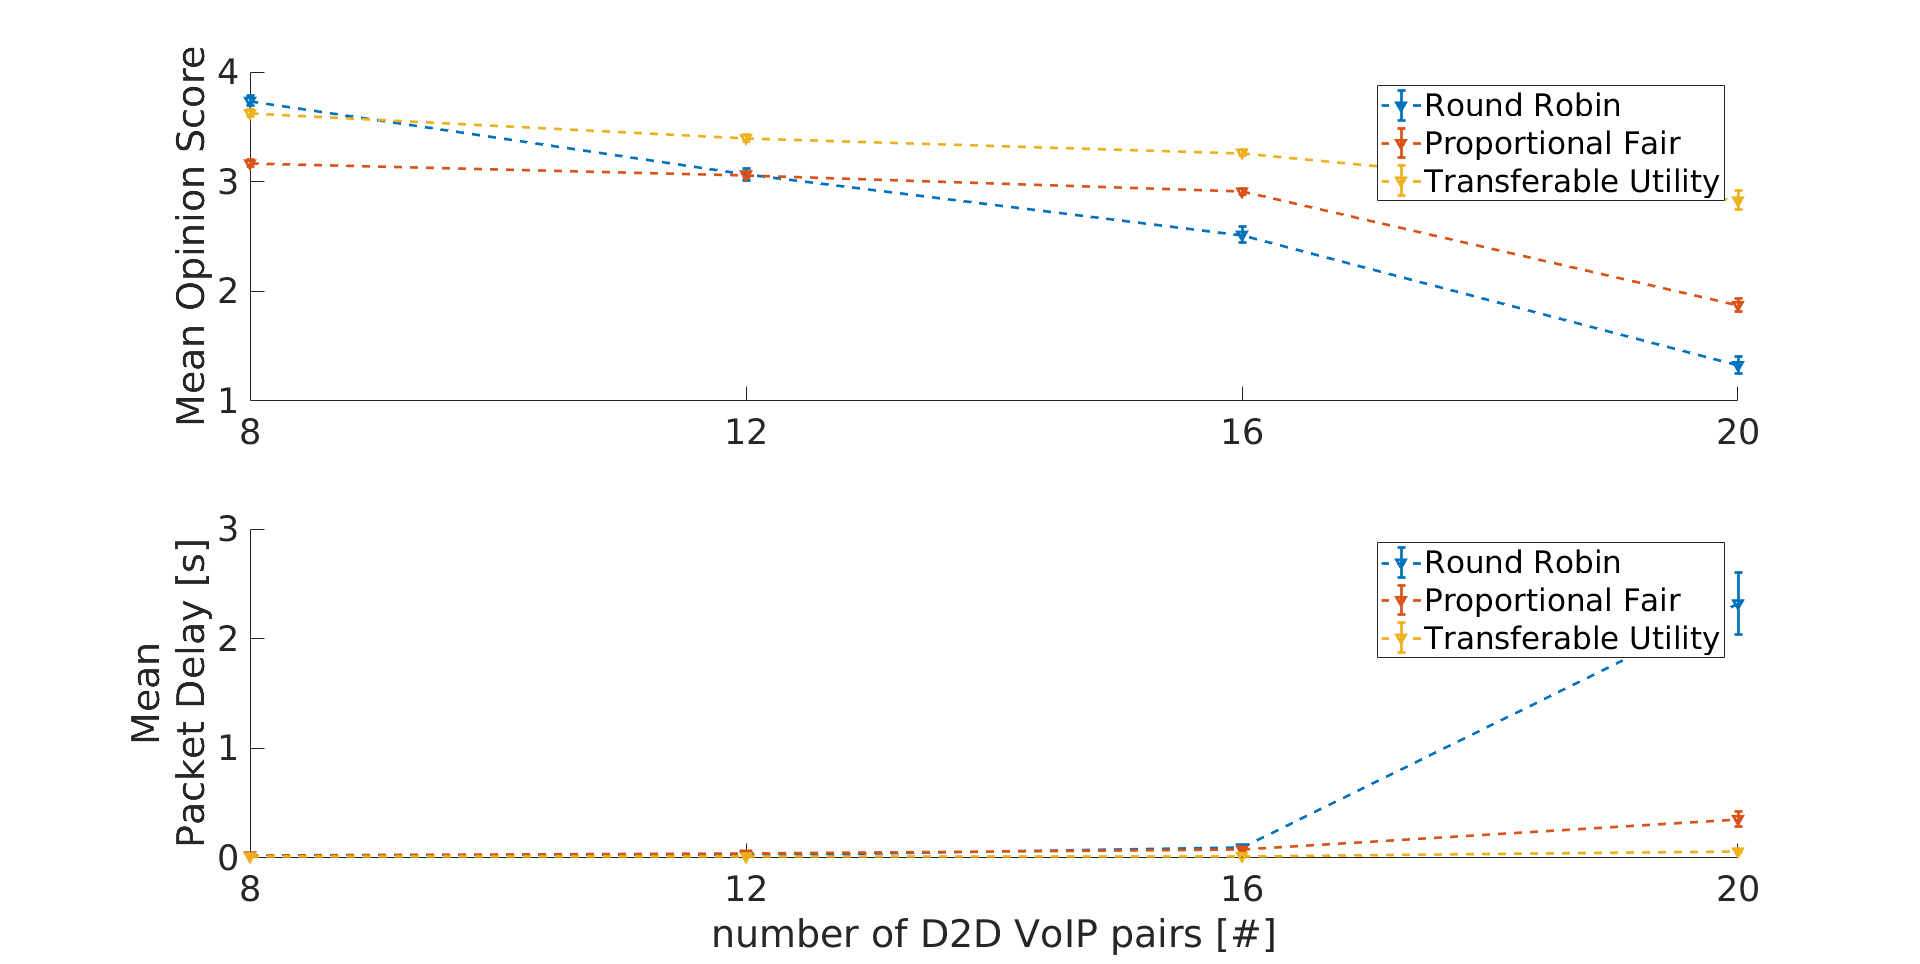 Mean Opinion Score
4
3
2
1
8 12 16 20
Round Robin
Proportional Fair
Transferable Utility
Mean
Packet Delay [s]
3
2
1
0
8 12 16 20
Round Robin
Proportional Fair
Transferable Utility
number of D2D VoIP pairs [#]